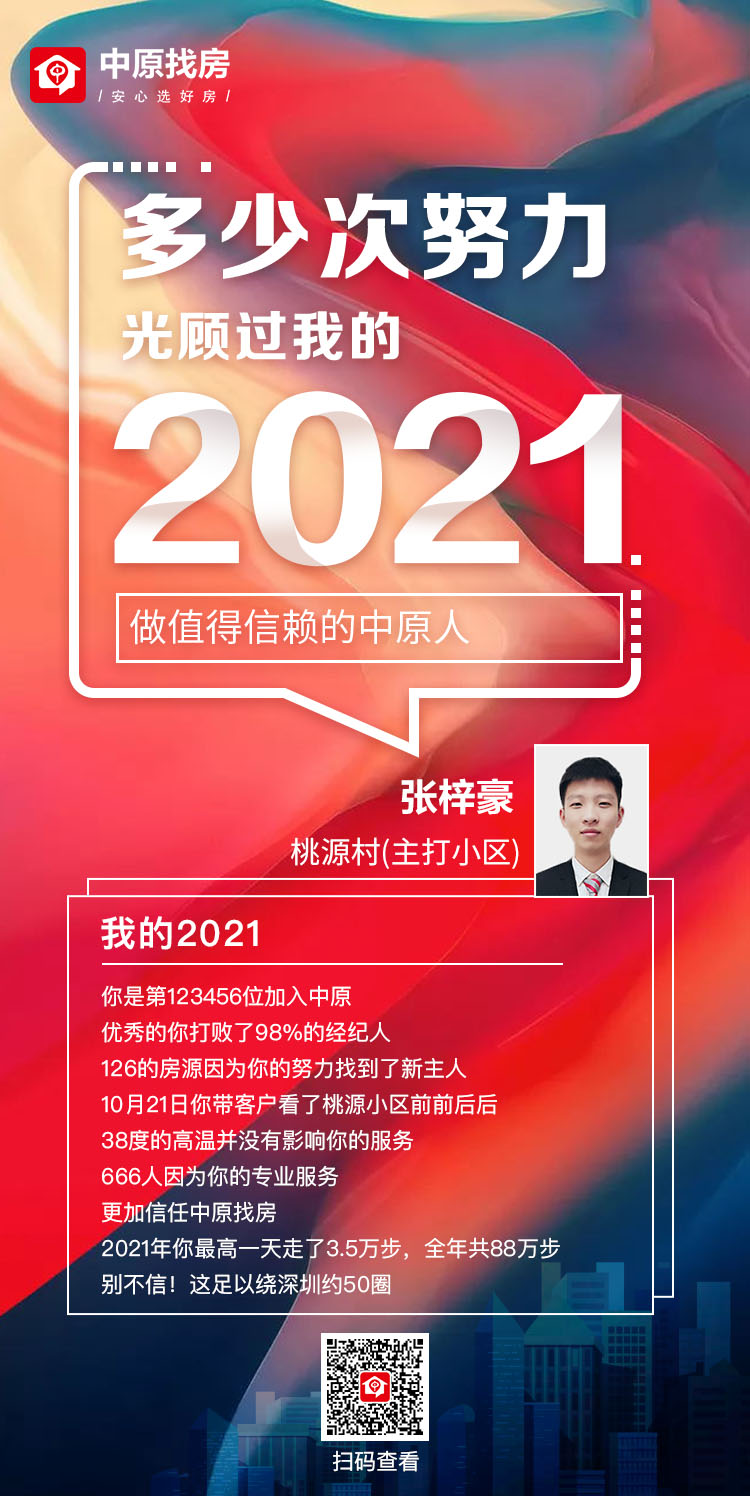 中原找房
/安心选好房/
多少次努力
光顾过我的
2021
做值得信赖的中原人
张梓豪
桃源村(主打小区)
我的2021
你是第123456位加入中原
优秀的你打败了98%的经纪人
126的房源因为你的努力找到了新主人
10月21日你带客户看了桃源小区前前后后
38度的高温并没有影响你的服务
666人因为你的专业服务
更加信任中原找房
2021年你最高一天走了3.5万步，全年共88万步
别不信！这足以绕深圳约50圈
扫码查看